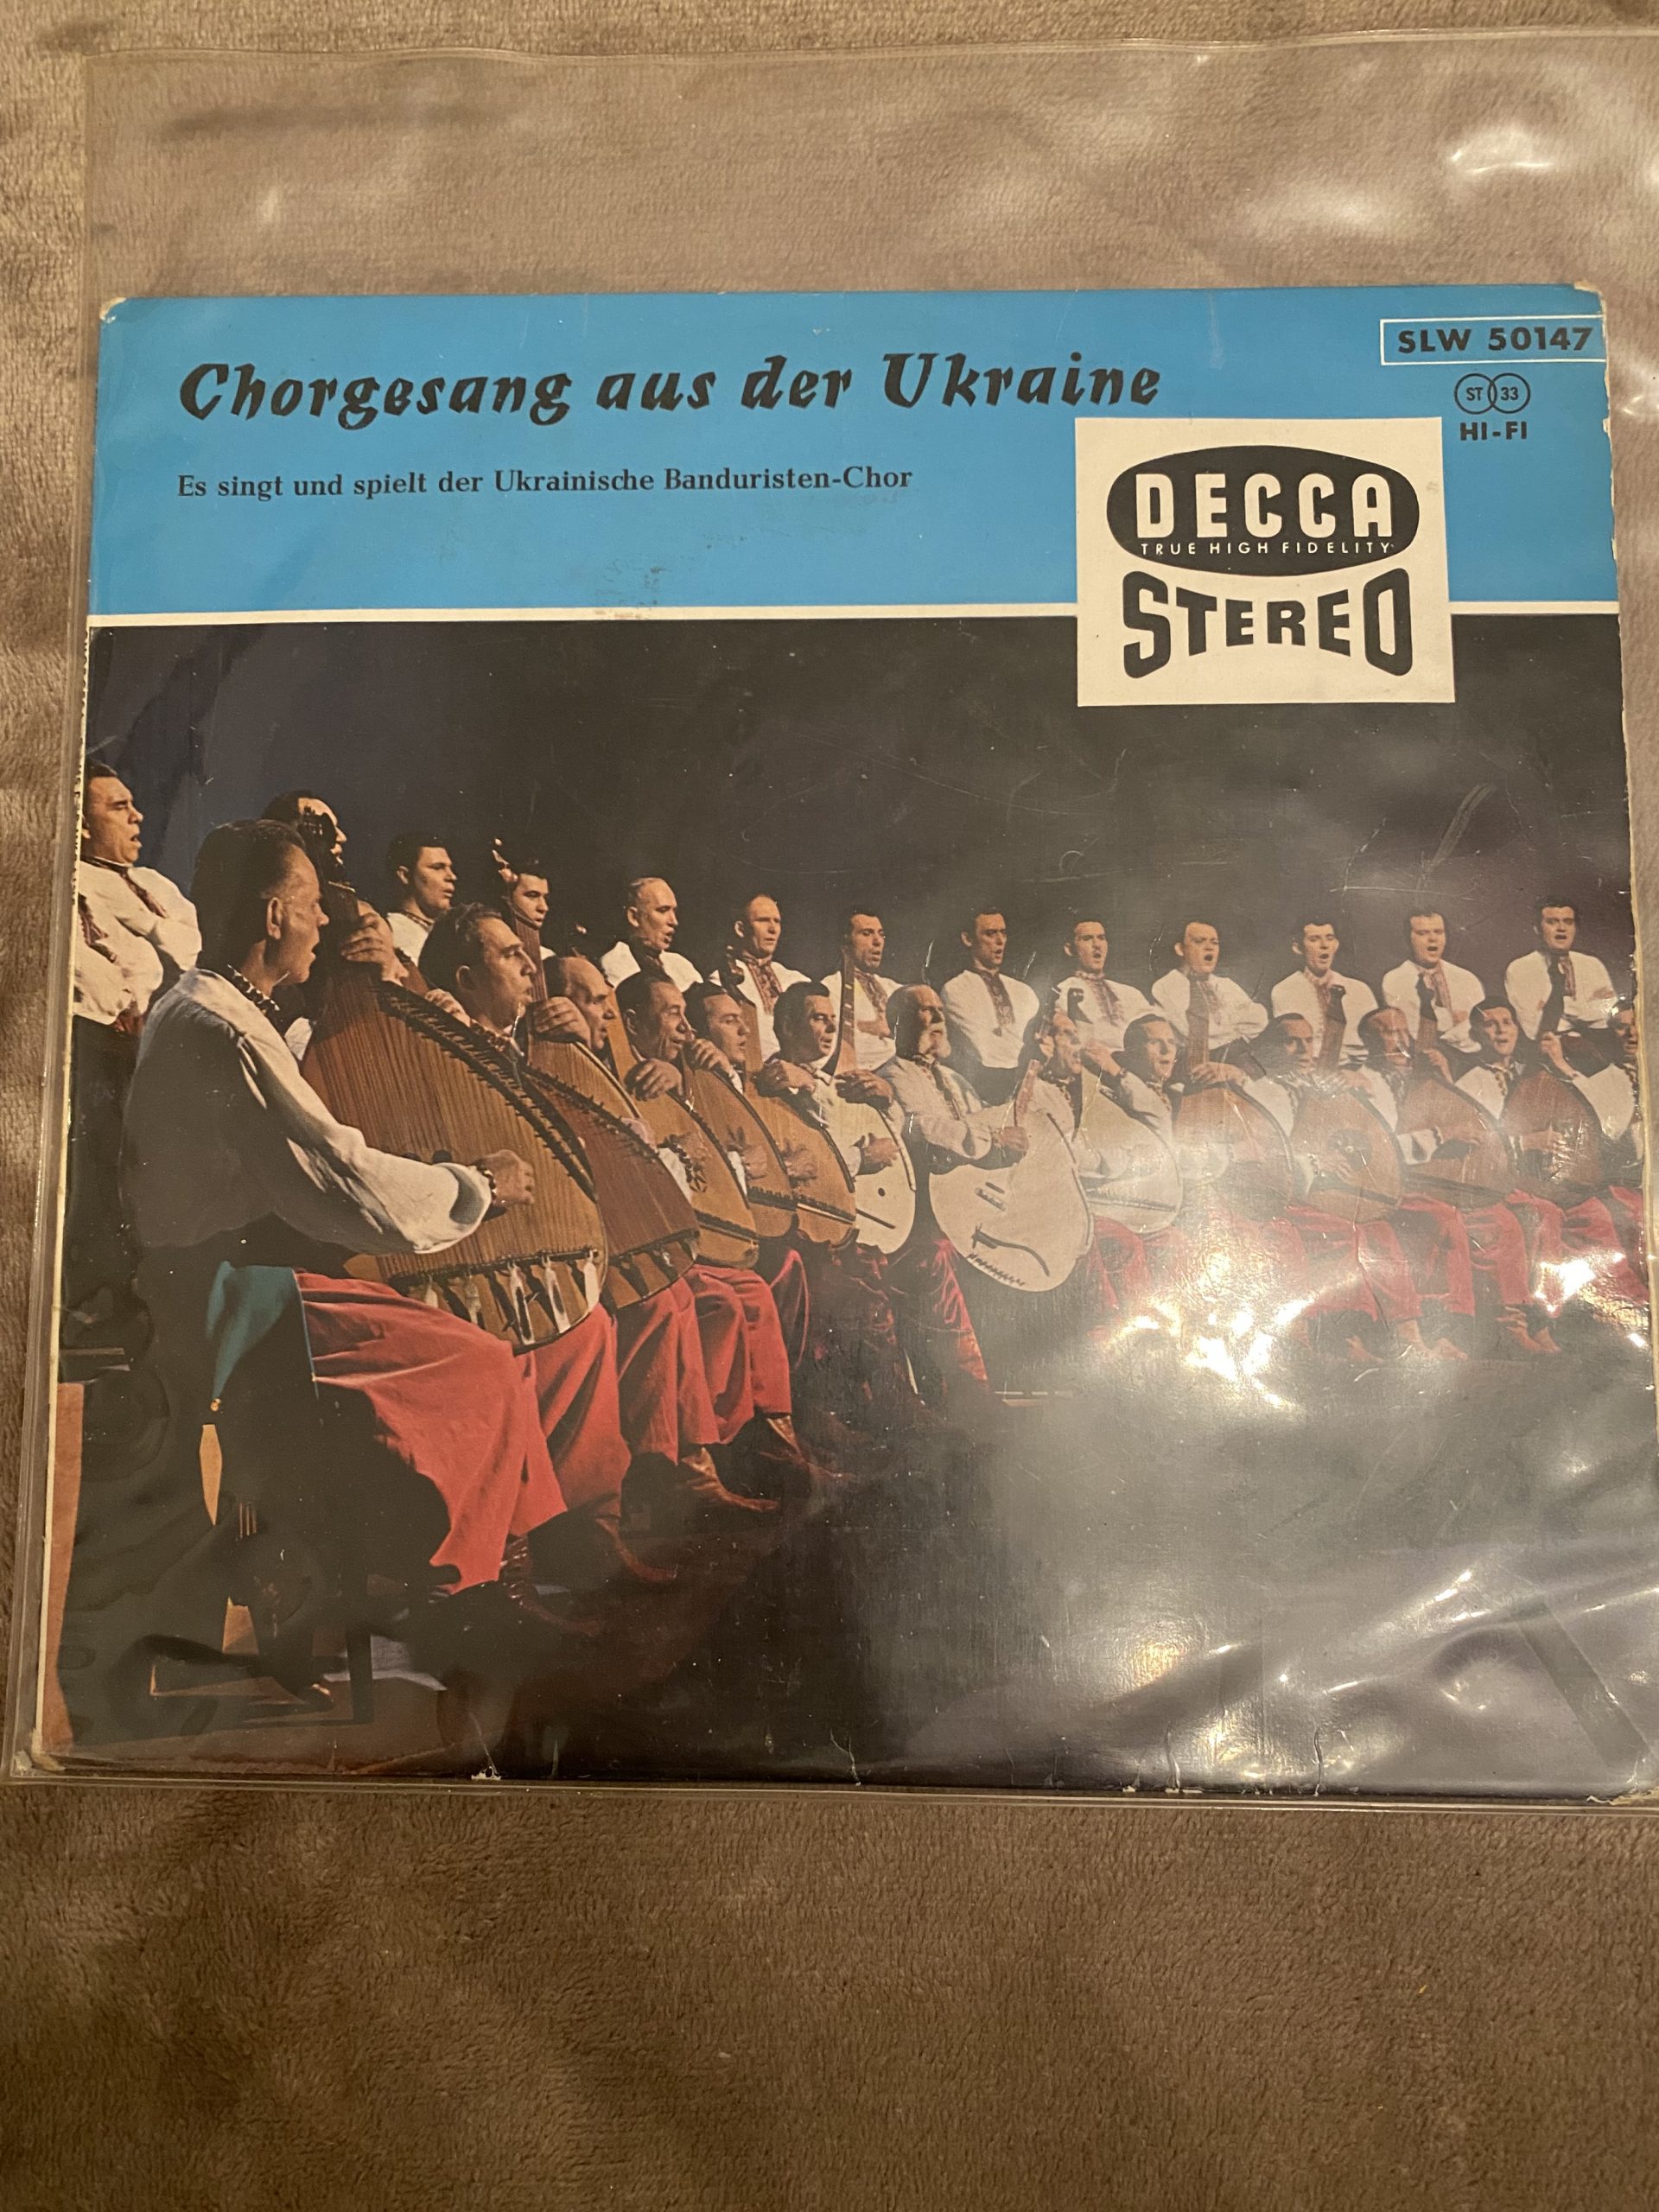 SLW 50147
Chorgesang aus der Ukraine
ST 33
HI-FI
Es singt und spielt der Ukrainische Banduristen-Chor
DECCA
TRUE HIGH FIDELITY
STEREO